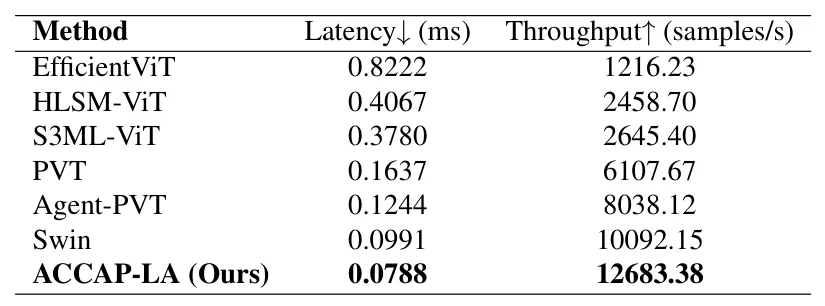 Method Latency↓ (ms) Throughput↑ (samples/s)
EfficientViT 0.8222 1216.23
HLSM-ViT 0.4067 2458.70
S3ML-ViT 0.3780 2645.40
PVT 0.1637 6107.67
Agent-PVT 0.1244 8038.12
Swin 0.0991 10092.15
ACCAP-LA (Ours) 0.0788 12683.38